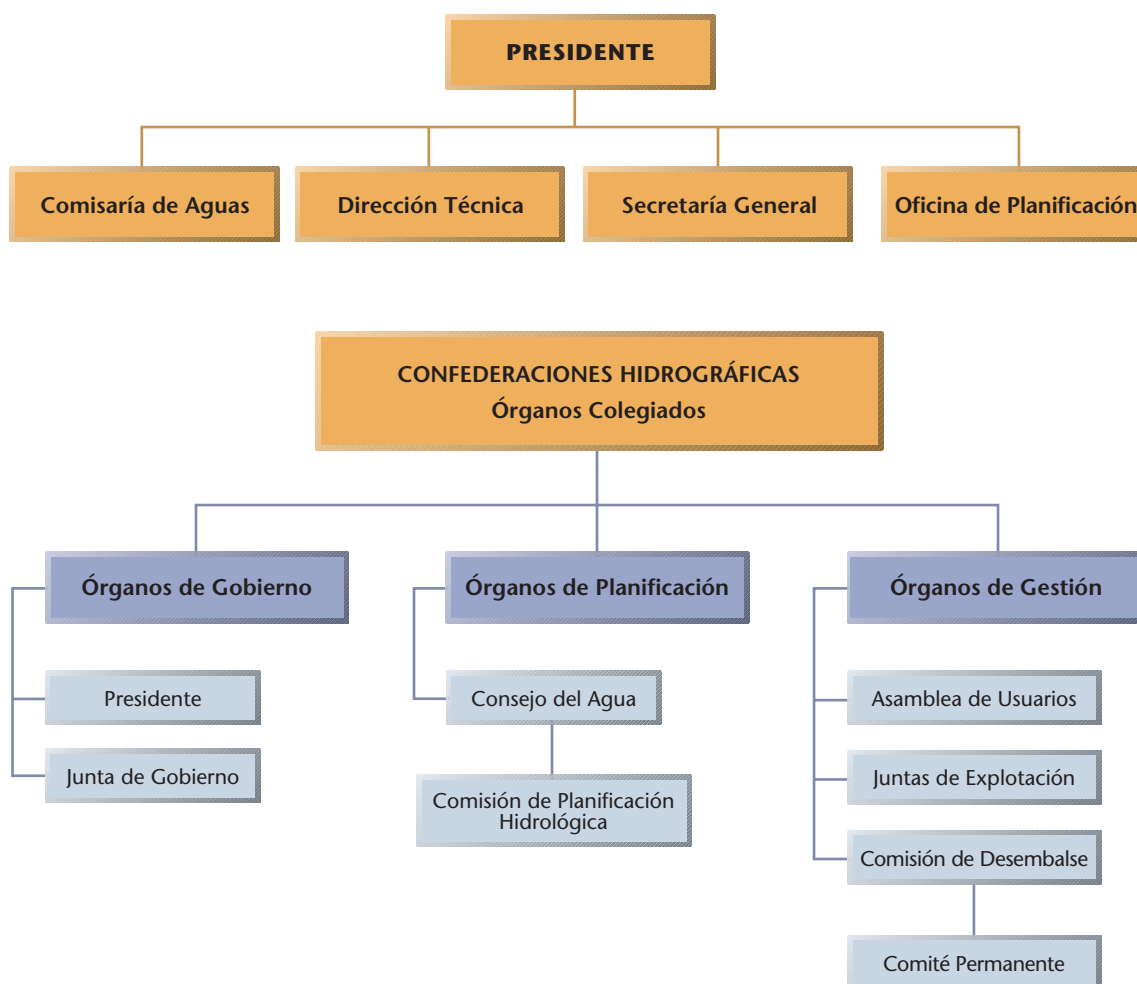 PRESIDENTE
Comisaría de Aguas
Dirección Técnica
Secretaría General
Oficina de Planificación
CONFEDERACIONES HIDROGRÁFICAS
Órganos Colegiados
Órganos de Gobierno
Órganos de Planificación
Órganos de Gestión
Presidente
Junta de Gobierno
Consejo del Agua
Comisión de Planificación
Hidrológica
Asamblea de Usuarios
Juntas de Explotación
Comisión de Desembalse
Comité Permanente